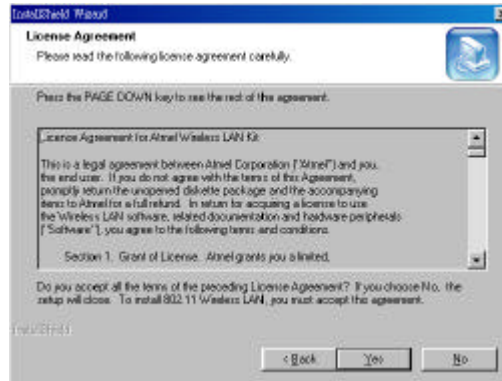 InstallShield Wizard
License Agreement
Please read the following license agreement carefully.
Press the PAGE DOWN key to see the rest of the agreement.
License Agreement for Atmel Wireless LAN Kit
This is a legal agreement between Atmel Corporation ("Atmel") and you,
the end user. If you do not agree with the terms of this Agreement,
promptly return the unopened diskette package and the accompanying
items to Atmel for a full refund. In return for acquiring a license to use
the Wireless LAN software, related documentation and hardware peripherals
("Software"), you agree to the following terms and conditions.
Section 1. Grant of License. Atmel grants you a limited,
Do you accept all the terms of the preceding License Agreement? If you choose No, the
setup will close. To install 802.11 Wireless LAN, you must accept this agreement.
InstallShield
< Back
Yes
No